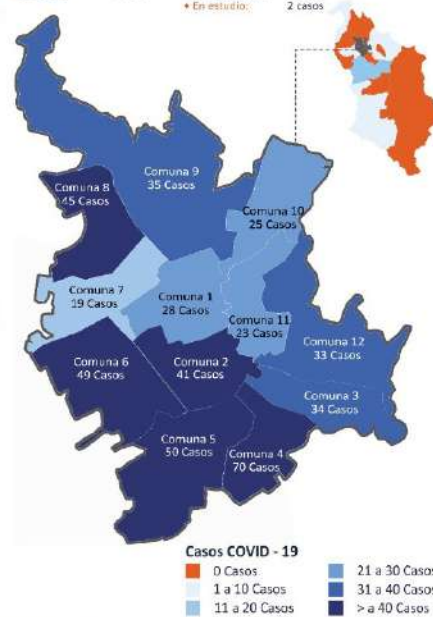 • En estudio: 2 casos
Comuna 9
35 Casos
Comuna 8
45 Casos
Comuna 10
25 Casos
Comuna 7
19 Casos
Comuna 1
28 Casos
Comuna 11
23 Casos
Comuna 12
33 Casos
Comuna 6
49 Casos
Comuna 2
41 Casos
Comuna 3
34 Casos
Comuna 5
50 Casos
Comuna 4
70 Casos
Casos COVID - 19
0 Casos
1 a 10 Casos
11 a 20 Casos
21 a 30 Casos
31 a 40 Casos
> a 40 Casos